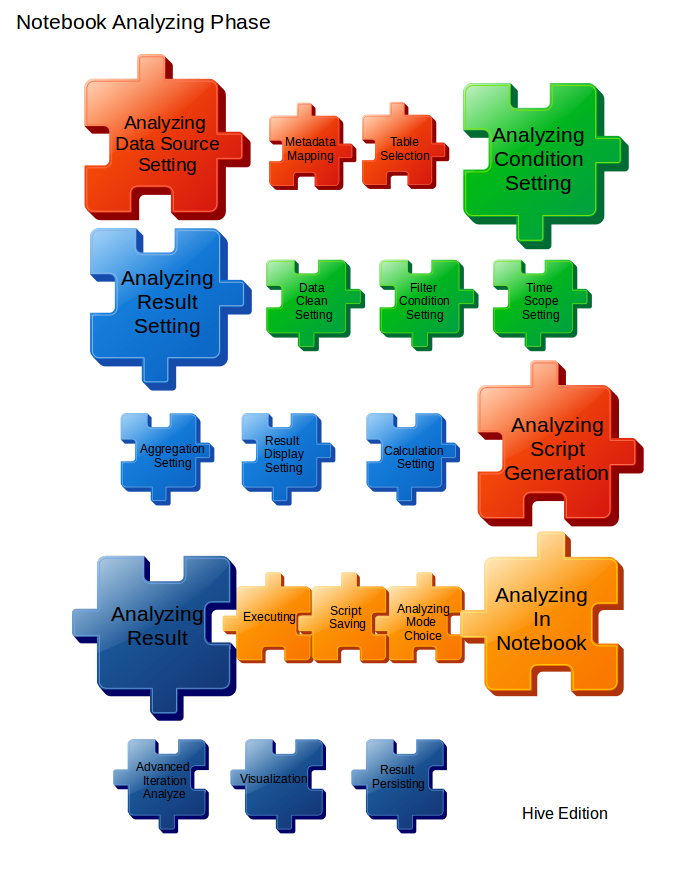 Notebook Analyzing Phase
Analyzing
Data Source
Setting
Metadata
Mapping
Table
Selection
Analyzing
Condition
Setting
Analyzing
Result
Setting
Data
Clean
Setting
Filter
Condition
Setting
Time
Scope
Setting
Aggregation
Setting
Result
Display
Setting
Calculation
Setting
Analyzing
Script
Generation
Analyzing
Result
Executing
Script
Saving
Analyzing
Mode
Choice
Analyzing
In
Notebook
Advanced
Iteration
Analyze
Visualization
Result
Persisting
Hive Edition